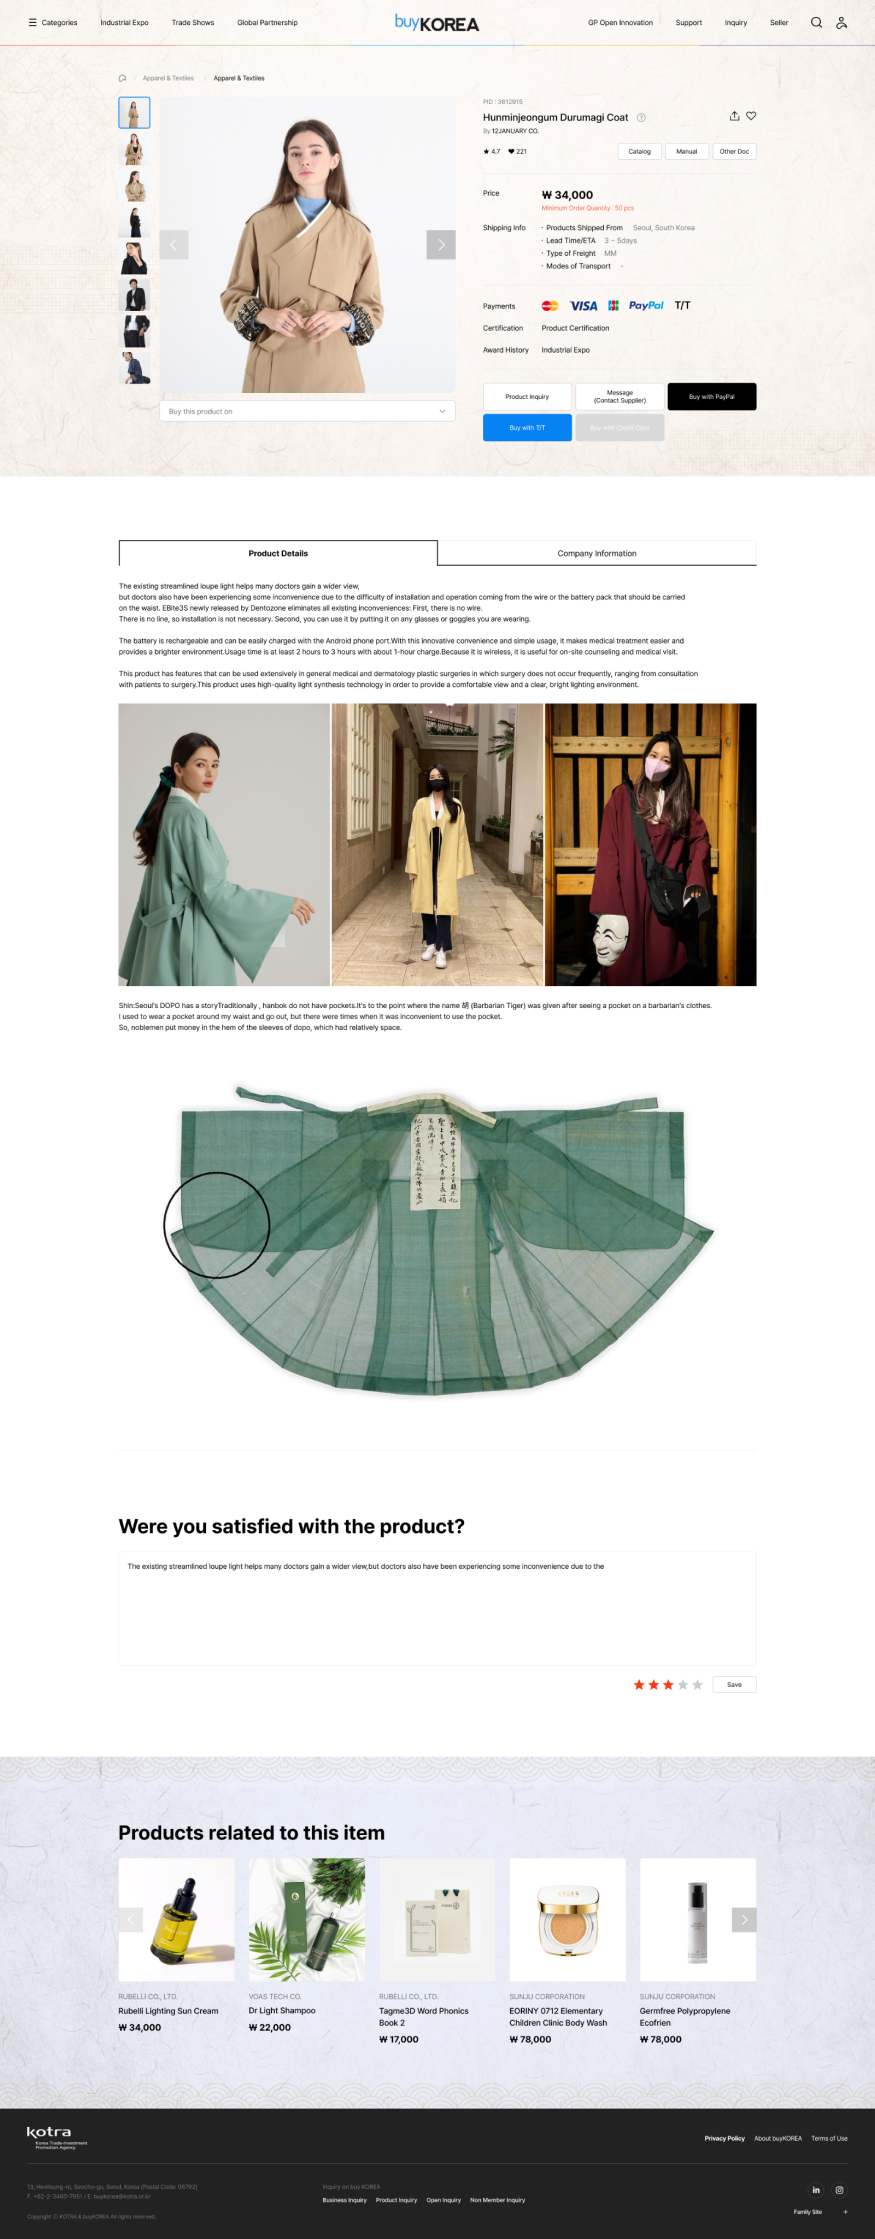 Categories
Industrial Expo
Trade Shows
Global Partnership
buyKOREA
GP Open Innovation
Support
Inquiry
Seller
Apparel & Textiles
Apparel & Textiles
PID : 3612915
Hunminjeongum Durumagi Coat
By 12JANUARY CO.
4.7
221
Catalog
Manual
Other Doc
Price
₩ 34,000
Minimum Order Quantity : 50 pcs
Shipping Info
· Products Shipped From Seoul, South Korea
· Lead Time/ETA 3 ~ 5days
· Type of Freight MM
· Modes of Transport -
Payments
VISA
JCB
PayPal
T/T
Certification
Product Certification
Award History
Industrial Expo
Product Inquiry
Message
(Contact Supplier)
Buy with PayPal
Buy with T/T
Buy with Credit Card
Buy this product on
Product Details
Company Information
The existing streamlined loupe light helps many doctors gain a wider view,
but doctors also have been experiencing some inconvenience due to the difficulty of installation and operation coming from the wire or the battery pack that should be carried
on the waist. EBite3S newly released by Dentozone eliminates all existing inconveniences: First, there is no wire.
There is no line, so installation is not necessary. Second, you can use it by putting it on any glasses or goggles you are wearing.
The battery is rechargeable and can be easily charged with the Android phone port.With this innovative convenience and simple usage, it makes medical treatment easier and
provides a brighter environment.Usage time is at least 2 hours to 3 hours with about 1-hour charge.Because it is wireless, it is useful for on-site counseling and medical visit.
This product has features that can be used extensively in general medical and dermatology plastic surgeries in which surgery does not occur frequently, ranging from consultation
with patients to surgery.This product uses high-quality light synthesis technology in order to provide a comfortable view and a clear, bright lighting environment.
Shin:Seoul's DOPO has a storyTraditionally , hanbok do not have pockets.It's to the point where the name 胡 (Barbarian Tiger) was given after seeing a pocket on a barbarian's clothes.
I used to wear a pocket around my waist and go out, but there were times when it was inconvenient to use the pocket.
So, noblemen put money in the hem of the sleeves of dopo, which had relatively space.
Were you satisfied with the product?
The existing streamlined loupe light helps many doctors gain a wider view,but doctors also have been experiencing some inconvenience due to the
Save
Products related to this item
RUBELLI CO., LTD.
Rubelli Lighting Sun Cream
₩ 34,000
VOAS TECH CO.
Dr Light Shampoo
₩ 22,000
RUBELLI CO., LTD.
Tagme3D Word Phonics
Book 2
₩ 17,000
SUNJU CORPORATION
EORINY 0712 Elementary
Children Clinic Body Wash
₩ 78,000
SUNJU CORPORATION
Germfree Polypropylene
Ecofrien
₩ 78,000
kotra
Korea Trade-Investment
Promotion Agency
Privacy Policy
About buyKOREA
Terms of Use
13, Heolleung-ro, Seocho-gu, Seoul, Korea (Postal Code: 06792)
F. +82-2-3460-7951 / E. buykorea@kotra.or.kr
Copyright ⓒ KOTRA & buyKOREA All rights reserved.
Inquiry on buy KOREA
Business Inquiry
Product Inquiry
Open Inquiry
Non Member Inquiry
in
Family Site +